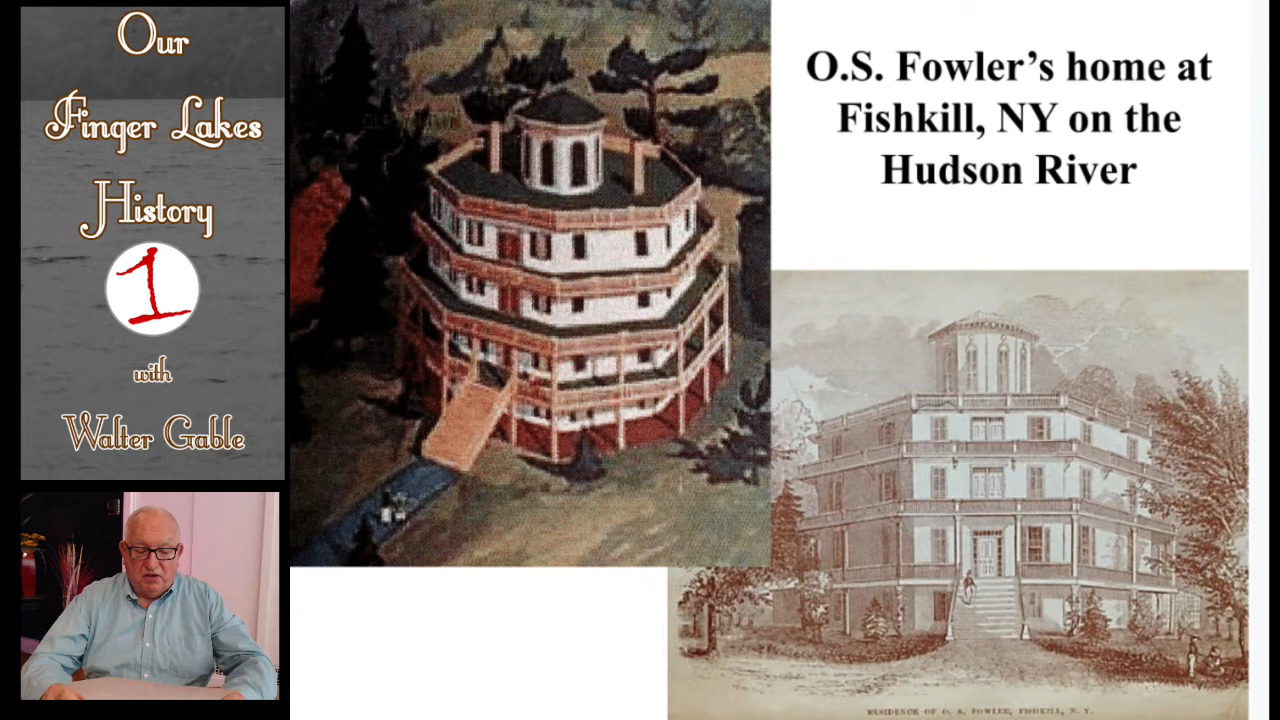 Our
Finger Lakes
History
1
with
Walter Gable
O.S. Fowler’s home at
Fishkill, NY on the
Hudson River
RESIDENCE OF O. S. FOWLER, FISHKILL, N. Y.